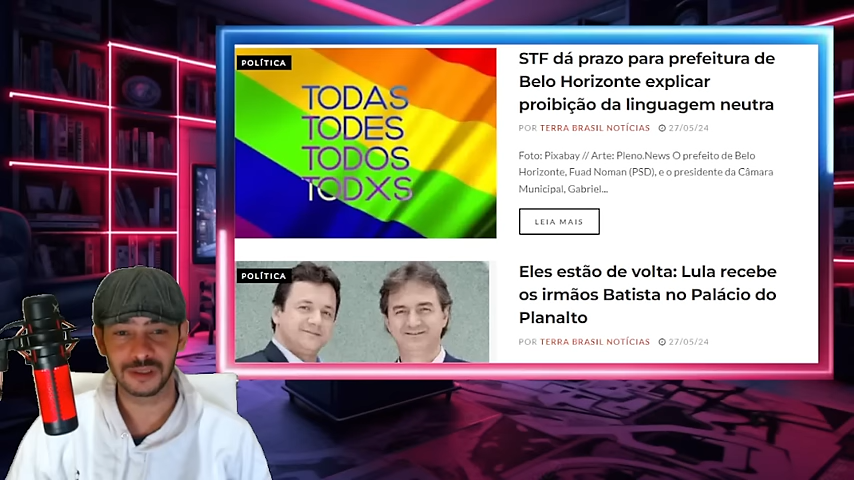 POLÍTICA
TODAS
TODES
TODOS
TODXS
STF dá prazo para prefeitura de
Belo Horizonte explicar
proibição da linguagem neutra
POR TERRA BRASIL NOTÍCIAS 27/05/24
Foto: Pixabay // Arte: Pleno.News O prefeito de Belo
Horizonte, Fuad Noman (PSD), e o presidente da Câmara
Municipal, Gabriel...
LEIA MAIS
POLÍTICA
Eles estão de volta: Lula recebe
os irmãos Batista no Palácio do
Planalto
POR TERRA BRASIL NOTÍCIAS 27/05/24